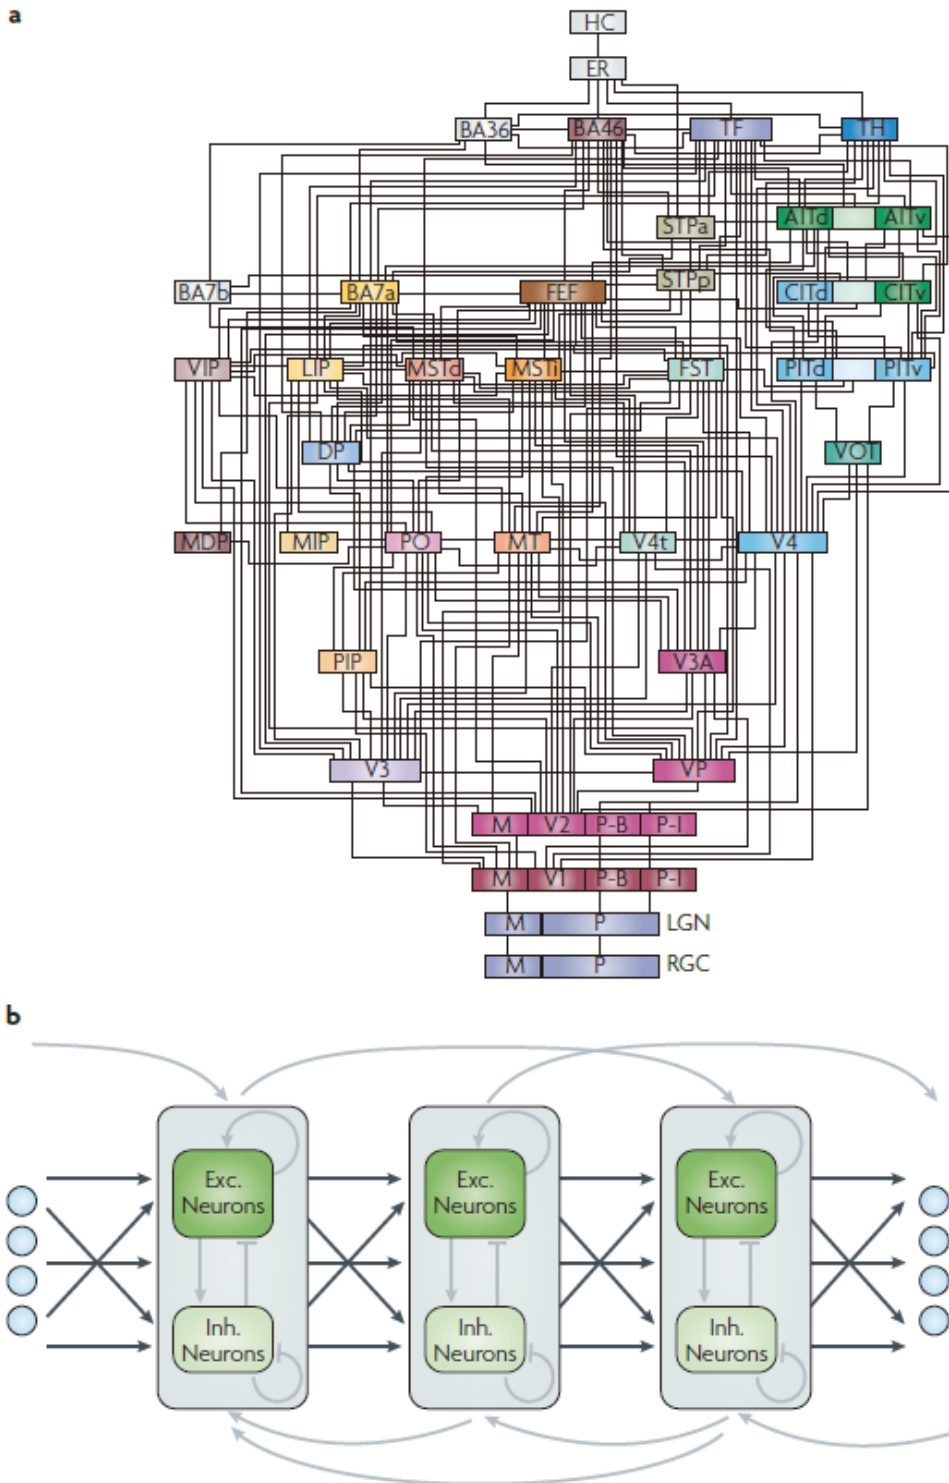 a
HC
ER
BA36 BA46 TF TH
STPa AITd AITv
BA7b BA7a FEF STPp CITd CITv
VIP LIP MSTd MSTi FST PITd PITv
DP VOT
MDP MIP PO MT V4t V4
PIP V3A
V3 VP
M V2 P-B P-I
M V1 P-B P-I
M P LGN
M P RGC
b
Exc. Exc. Exc.
Neurons Neurons Neurons
Inh. Inh. Inh.
Neurons Neurons Neurons